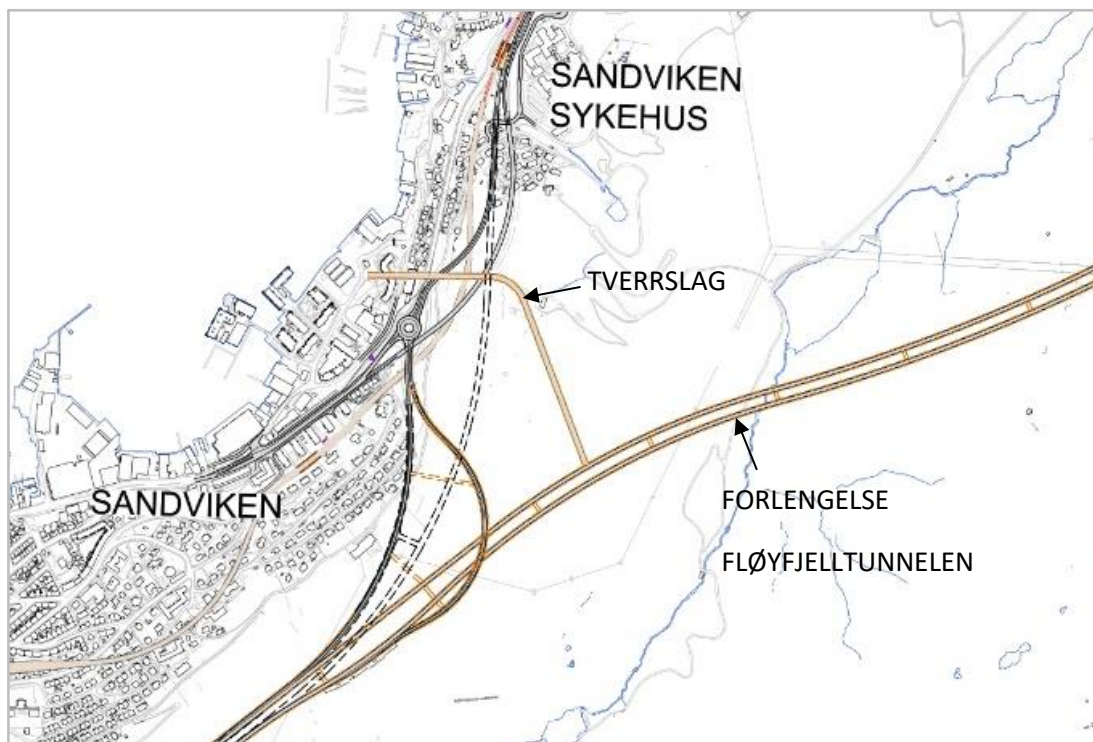 SANDVIKEN
SYKEHUS
TVERRSLAG
SANDVIKEN
FORLENGELSE
FLØYFJELLTUNNELEN